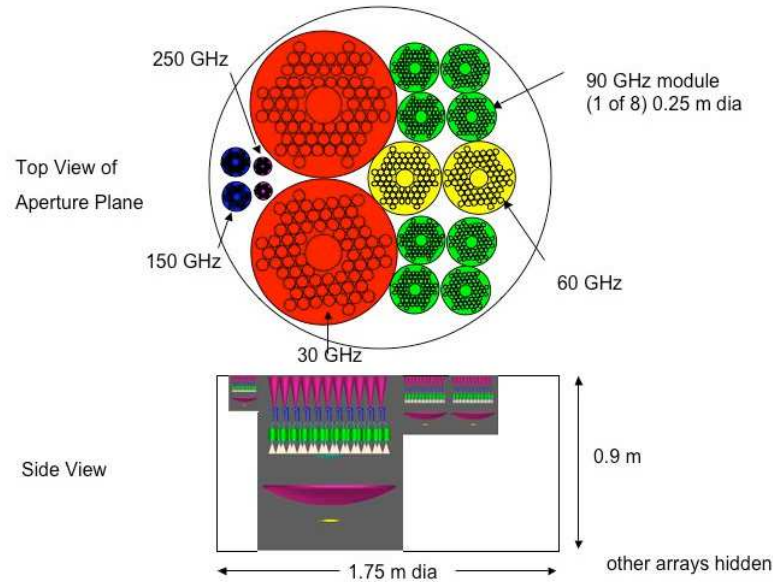 250 GHz
90 GHz module
(1 of 8) 0.25 m dia
Top View of
Aperture Plane
150 GHz
60 GHz
30 GHz
Side View
0.9 m
other arrays hidden
1.75 m dia